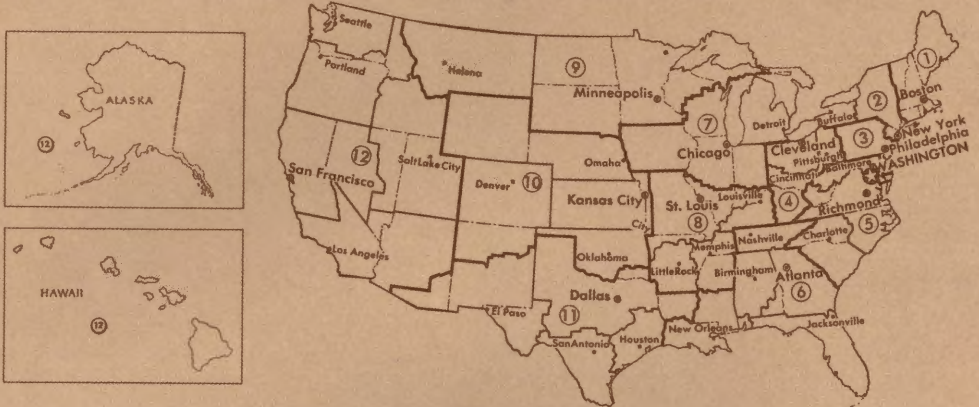 Seattle
Portland
Helena
9
Minneapolis
1
Boston
2
Buffalo
Detroit
7
Chicago
Cleveland
Pittsburgh
3
New York
Philadelphia
Baltimore
WASHINGTON
Cincinnati
ALASKA
12
12
Salt Lake City
San Francisco
Omaha
Denver
10
Kansas City
City
St. Louis
8
Louisville
4
Richmond
5
Los Angeles
Oklahoma
Memphis
Nashville
Charlotte
Little Rock
Birmingham
Atlanta
6
HAWAII
12
Dallas
11
El Paso
San Antonio
Houston
New Orleans
Jacksonville